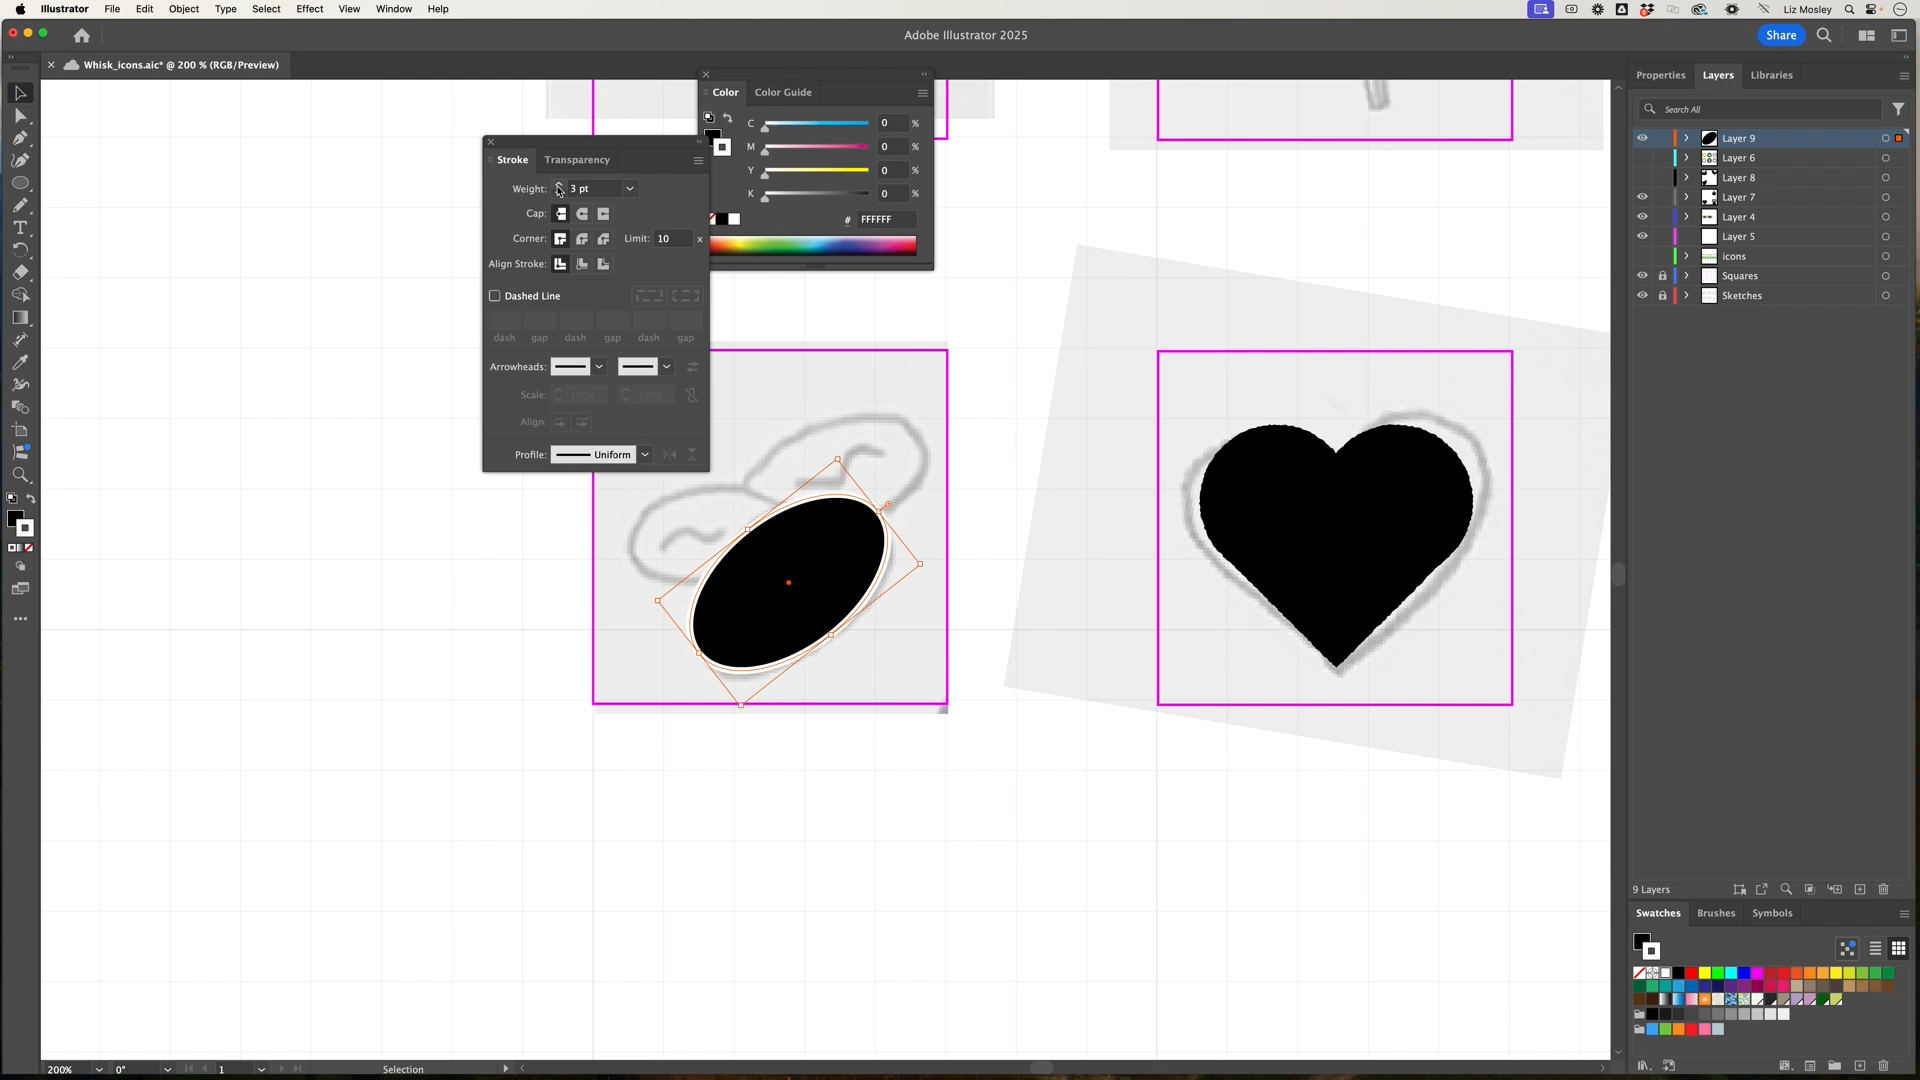 Illustrator File Edit Object Type Select Effect View Window Help Liz Mosley
Adobe Illustrator 2025
Share
Whisk_icons.aic* @ 200 % (RGB/Preview)
Color Color Guide
C 0 %
M 0 %
Y 0 %
K 0 %
# FFFFFF
Stroke Transparency
Weight: 3 pt
Cap:
Corner: Limit: 10 x
Align Stroke:
Dashed Line
dash gap dash gap dash gap
Arrowheads:
Scale: 100% 100%
Align:
Profile: Uniform
Properties Layers Libraries
Search All
Layer 9
Layer 6
Layer 8
Layer 7
Layer 4
Layer 5
icons
Squares
Sketches
9 Layers
Swatches Brushes Symbols
200% 0° 1 Selection